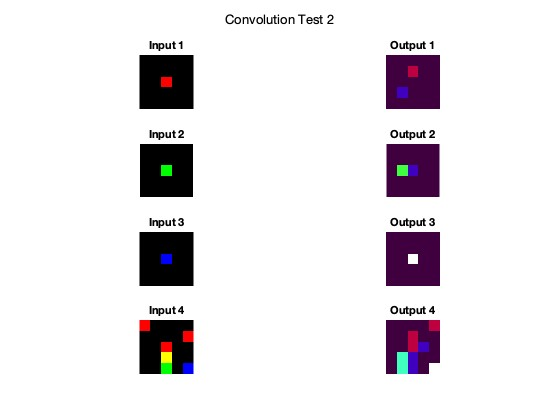 Convolution Test 2
Input 1
Output 1
Input 2
Output 2
Input 3
Output 3
Input 4
Output 4